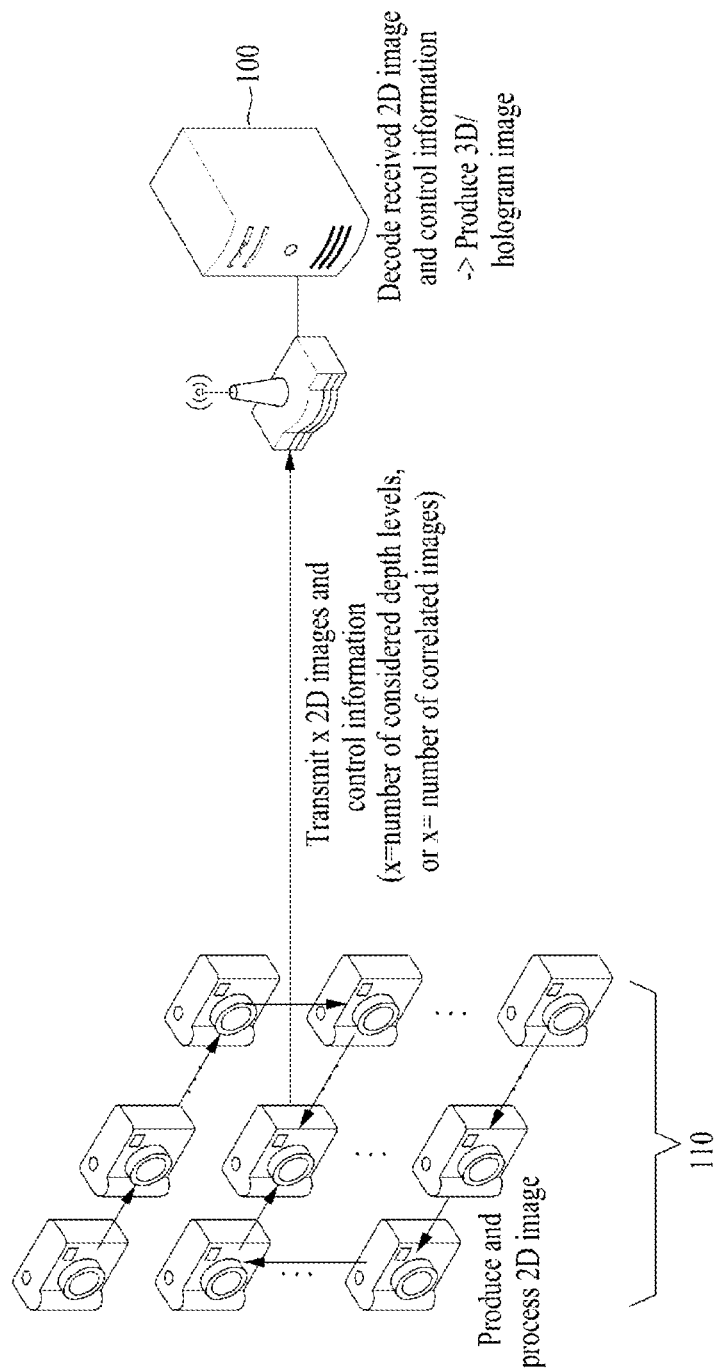 Produce and
process 2D image
110
Transmit x 2D images and
control information
(x=number of considered depth levels,
or x= number of correlated images)
100
Decode received 2D image
and control information
-> Produce 3D/
hologram image